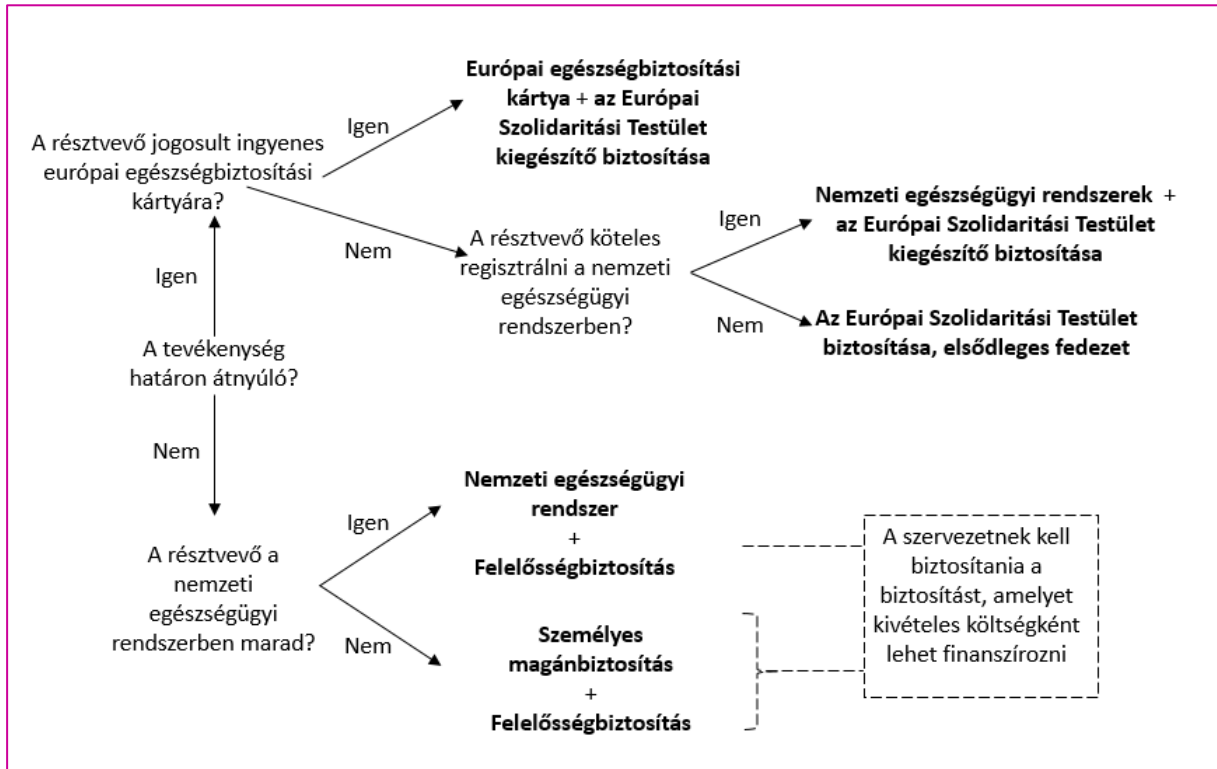 Európai egészségbiztosítási
kártya + az Európai
Szolidaritási Testület
kiegészítő biztosítása
Igen
A résztvevő jogosult ingyenes
európai egészségbiztosítási
kártyára?
Nem
Nemzeti egészségügyi rendszerek +
az Európai Szolidaritási Testület
kiegészítő biztosítása
Igen
A résztvevő köteles
regisztrálni a nemzeti
egészségügyi
rendszerben?
Nem
Az Európai Szolidaritási Testület
biztosítása, elsődleges fedezet
Igen
A tevékenység
határon átnyúló?
Nem
Nemzeti egészségügyi
rendszer
+
Felelősségbiztosítás
Igen
A résztvevő a
nemzeti
egészségügyi
rendszerben marad?
Nem
Személyes
magánbiztosítás
+
Felelősségbiztosítás
A szervezetnek kell
biztosítania a
biztosítást, amelyet
kivételes költségként
lehet finanszírozni